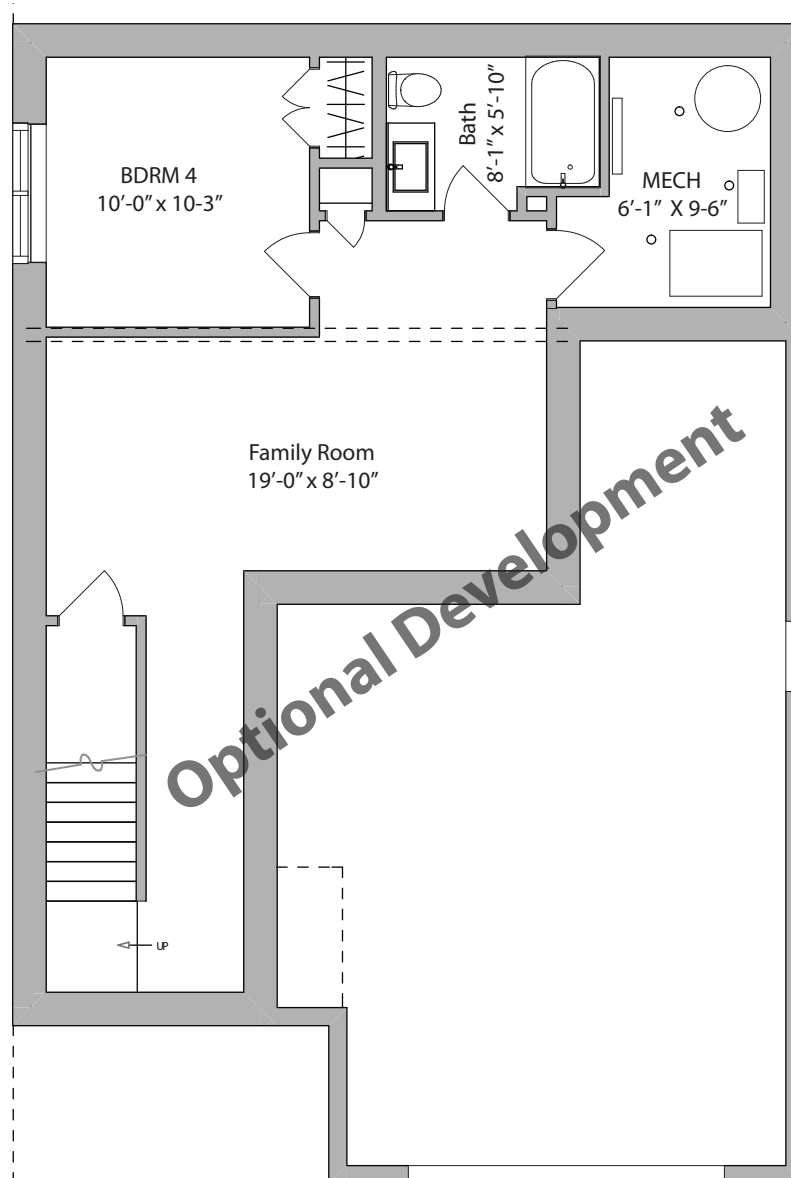 BDRM 4
10’-0” x 10-3”
Bath
8’-1” x 5’-10”
MECH
6’-1” X 9-6”
Family Room
19’-0” x 8’-10”
Optional Development
UP